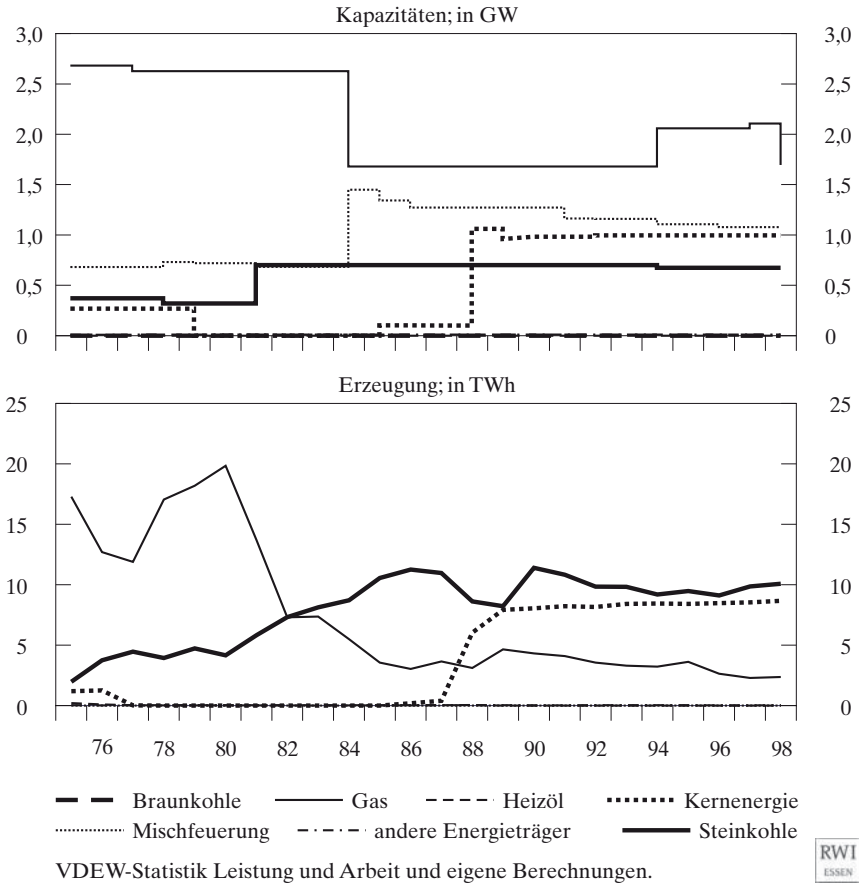 Kapazitäten; in GW
3,0 3,0
2,5 2,5
2,0 2,0
1,5 1,5
1,0 1,0
0,5 0,5
0 0
Erzeugung; in TWh
25 25
20 20
15 15
10 10
5 5
0 0
76 78 80 82 84 86 88 90 92 94 96 98
Braunkohle Gas Heizöl Kernenergie
Mischfeuerung andere Energieträger Steinkohle
VDEW-Statistik Leistung und Arbeit und eigene Berechnungen.
RWI
ESSEN